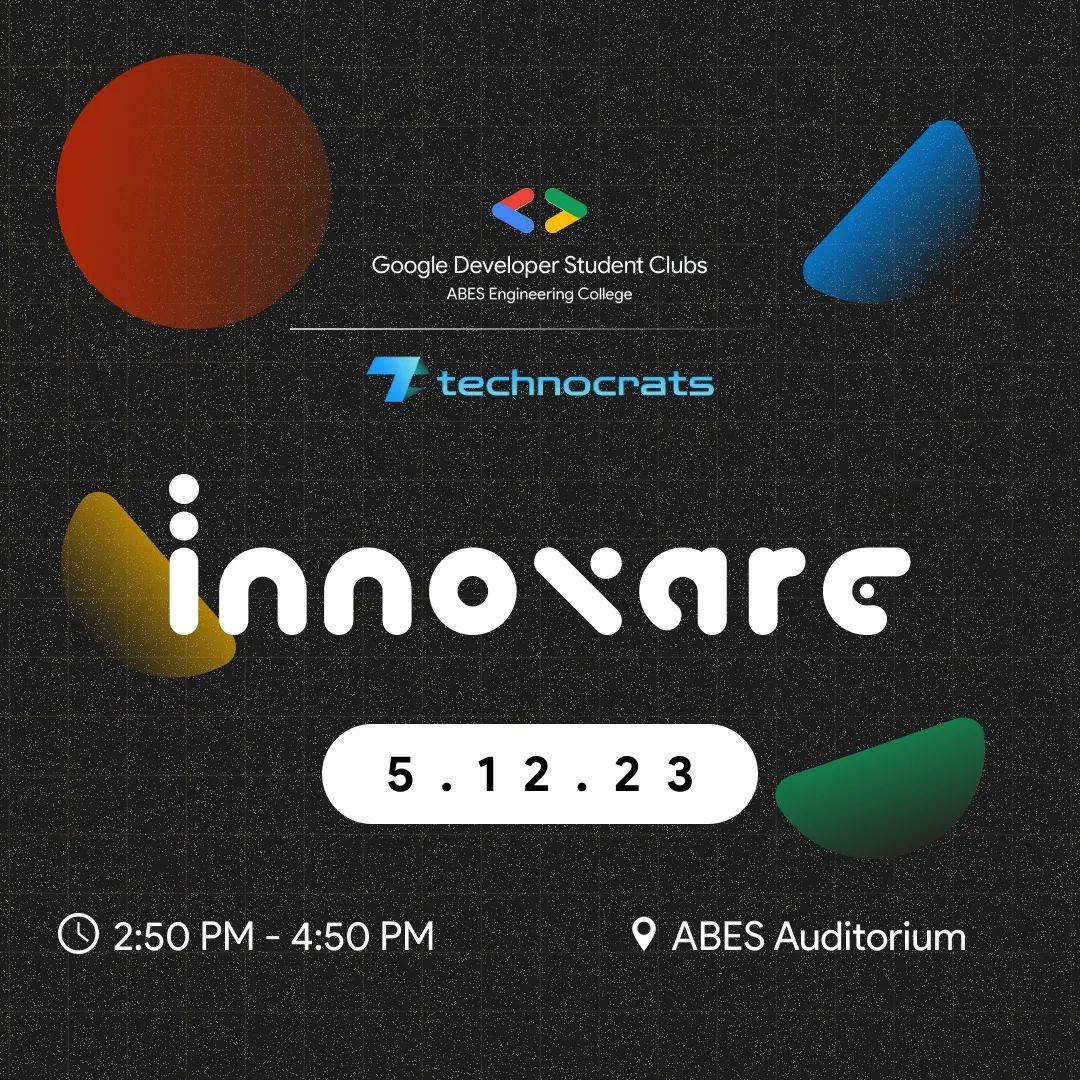 Google Developer Student Clubs
ABES Engineering College
technocrats
innovare
5.12.23
2:50 PM - 4:50 PM
ABES Auditorium